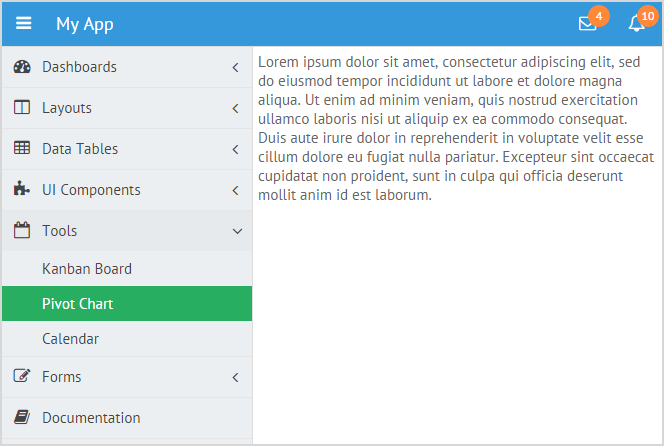 My App
4
10
Dashboards
Layouts
Data Tables
UI Components
Tools
Kanban Board
Pivot Chart
Calendar
Forms
Documentation
Lorem ipsum dolor sit amet, consectetur adipiscing elit, sed
do eiusmod tempor incididunt ut labore et dolore magna
aliqua. Ut enim ad minim veniam, quis nostrud exercitation
ullamco laboris nisi ut aliquip ex ea commodo consequat.
Duis aute irure dolor in reprehenderit in voluptate velit esse
cillum dolore eu fugiat nulla pariatur. Excepteur sint occaecat
cupidatat non proident, sunt in culpa qui officia deserunt
mollit anim id est laborum.